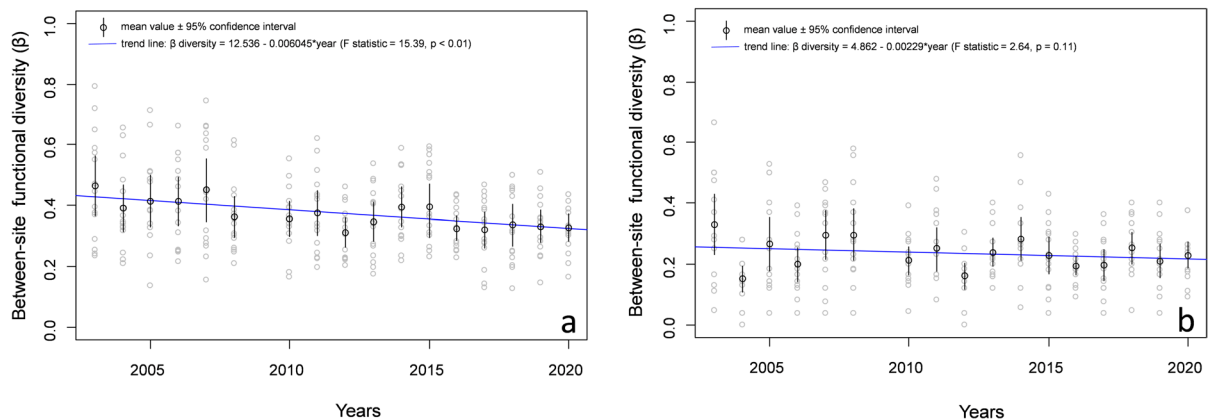 mean value ± 95% confidence interval
trend line: β diversity = 12.536 - 0.006045*year (F statistic = 15.39, p < 0.01)
Between-site functional diversity (β)
1.0
0.8
0.6
0.4
0.2
0.0
a
2005
2010
2015
2020
Years
mean value ± 95% confidence interval
trend line: β diversity = 4.862 - 0.00229*year (F statistic = 2.64, p = 0.11)
Between-site functional diversity (β)
1.0
0.8
0.6
0.4
0.2
0.0
b
2005
2010
2015
2020
Years